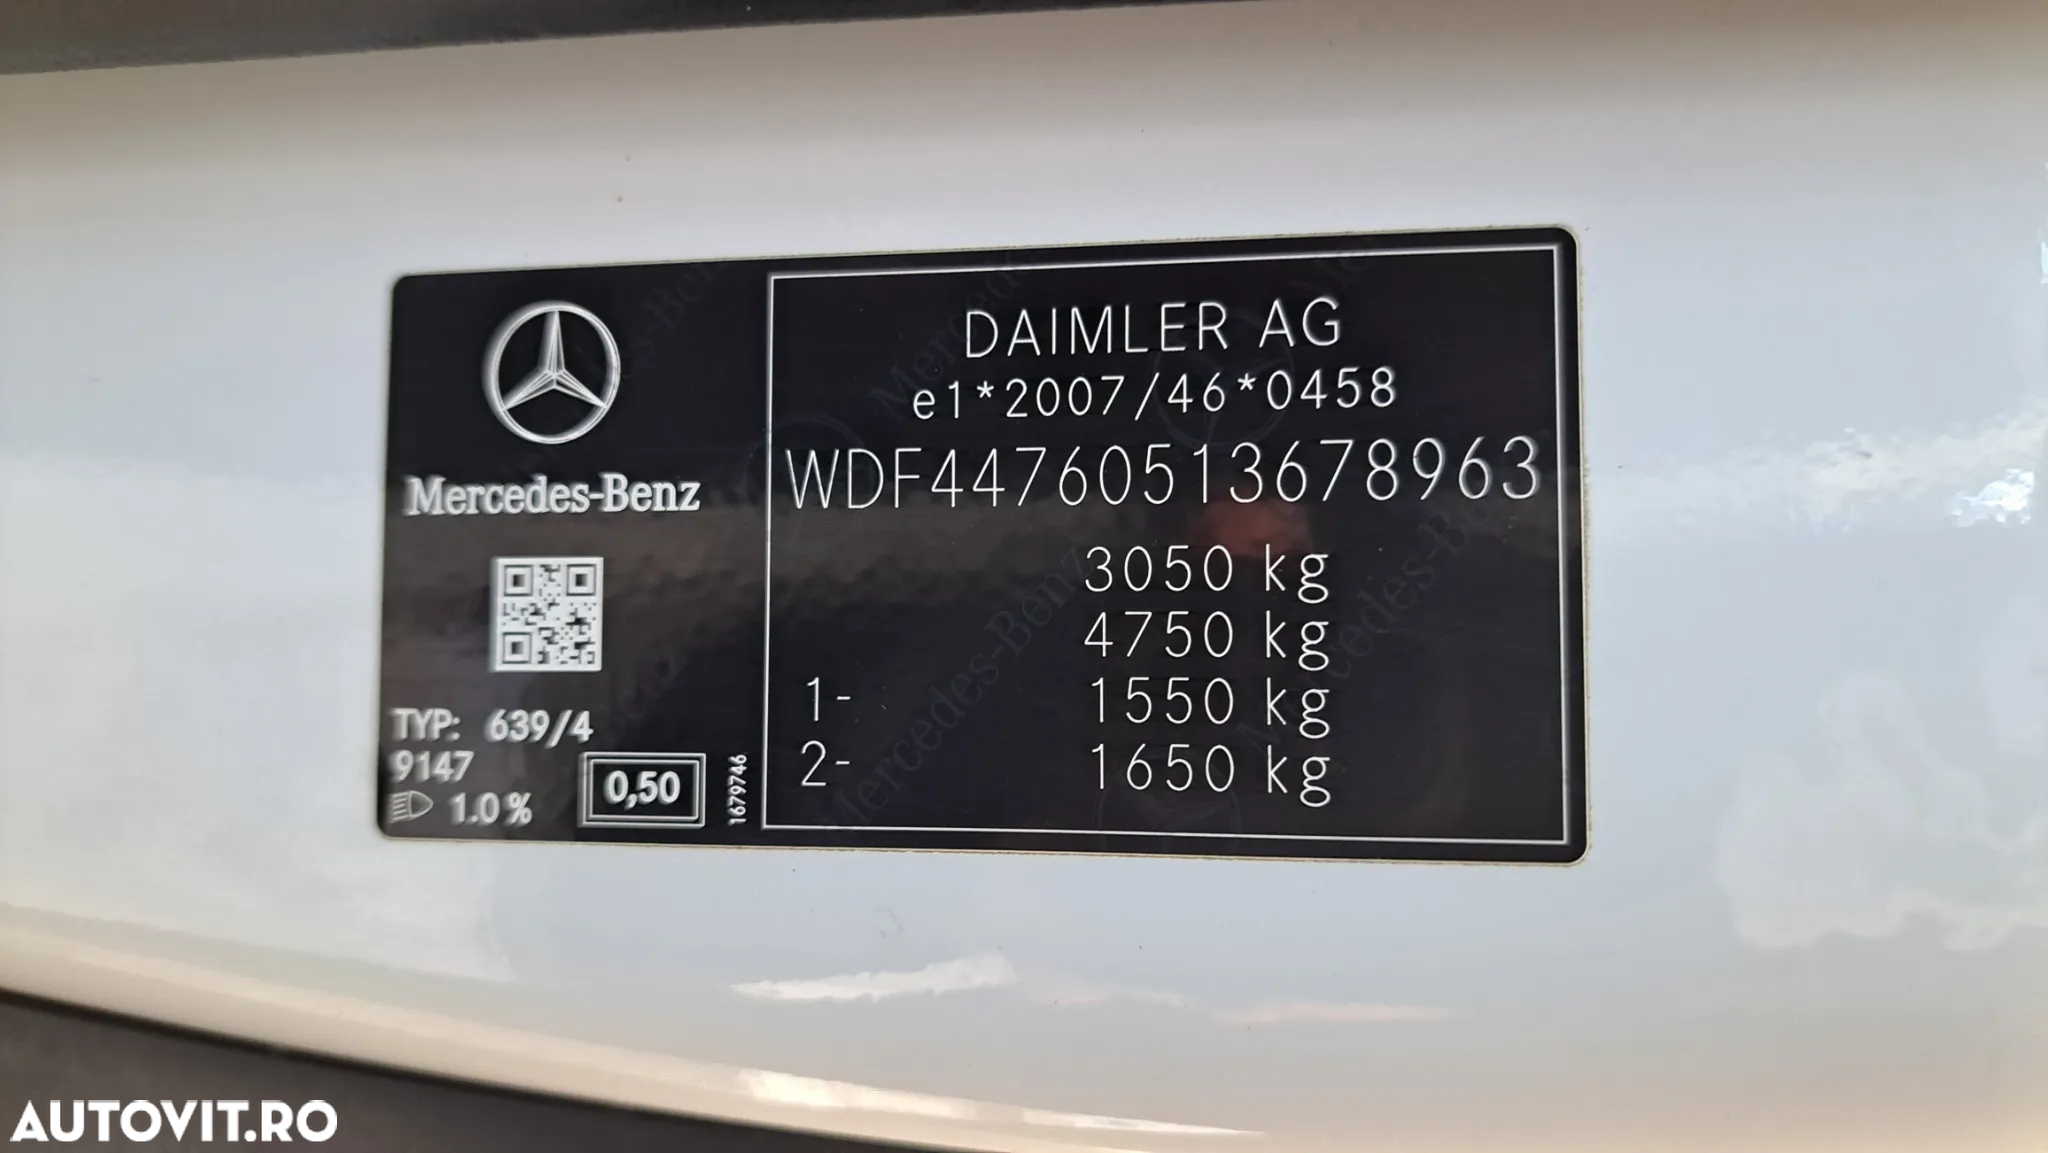 Mercedes-Benz
TYP: 639/4
9147
1.0%
0,50
1679746
DAIMLER AG
e1*2007/46*0458
WDF44760513678963
3050 kg
4750 kg
1- 1550 kg
2- 1650 kg
AUTOVIT.RO